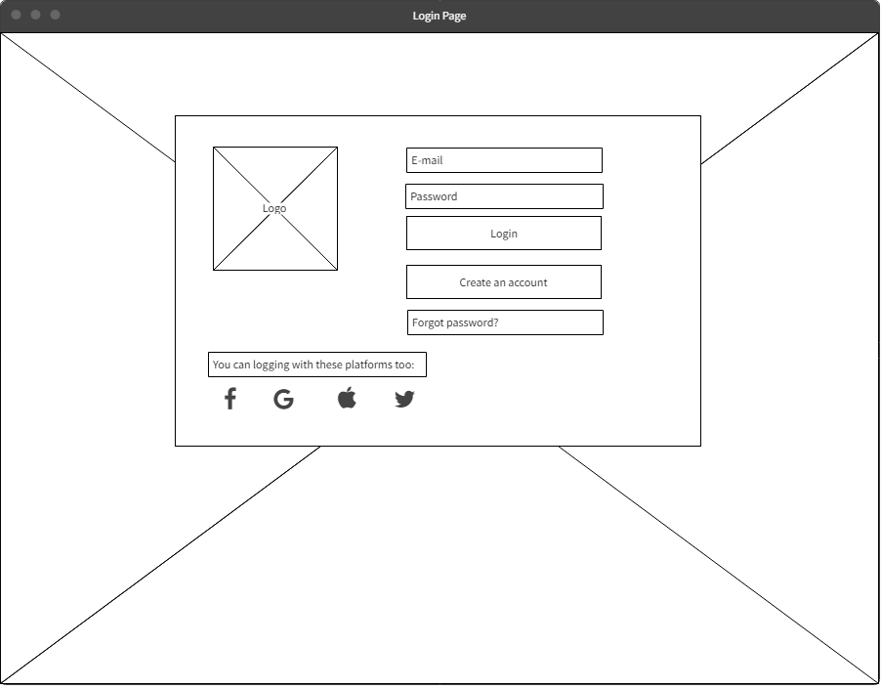 Login Page
Logo
E-mail
Password
Login
Create an account
Forgot password?
You can logging with these platforms too: